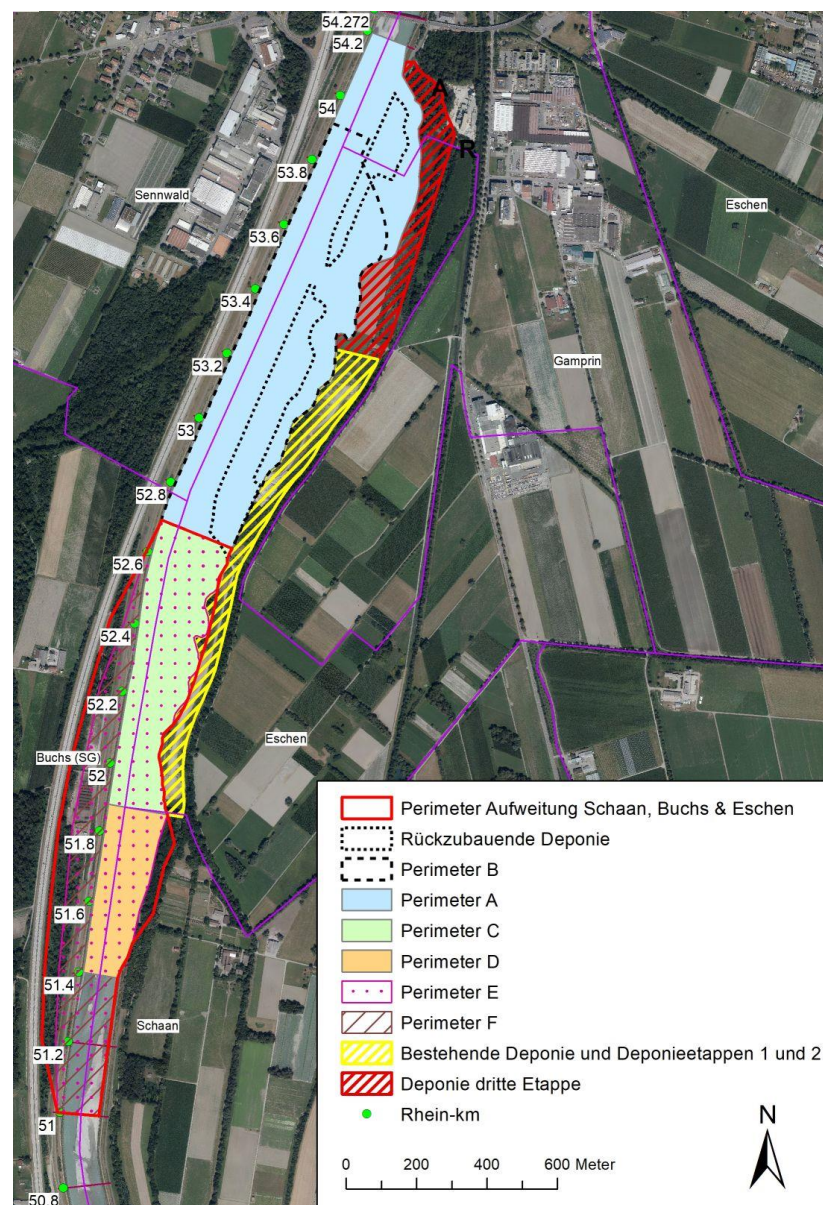 54.272
54.2
54
A
R
53.8
Sennwald
Eschen
53.6
53.4
53.2
Gamprin
53
52.8
52.6
52.4
52.2
Eschen
Buchs (SG)
52
51.8
51.6
51.4
Schaan
51.2
51
50.8
Perimeter Aufweitung Schaan, Buchs & Eschen
Rückzubauende Deponie
Perimeter B
Perimeter A
Perimeter C
Perimeter D
Perimeter E
Perimeter F
Bestehende Deponie und Deponieetappen 1 und 2
Deponie dritte Etappe
Rhein-km
N
0 200 400 600 Meter